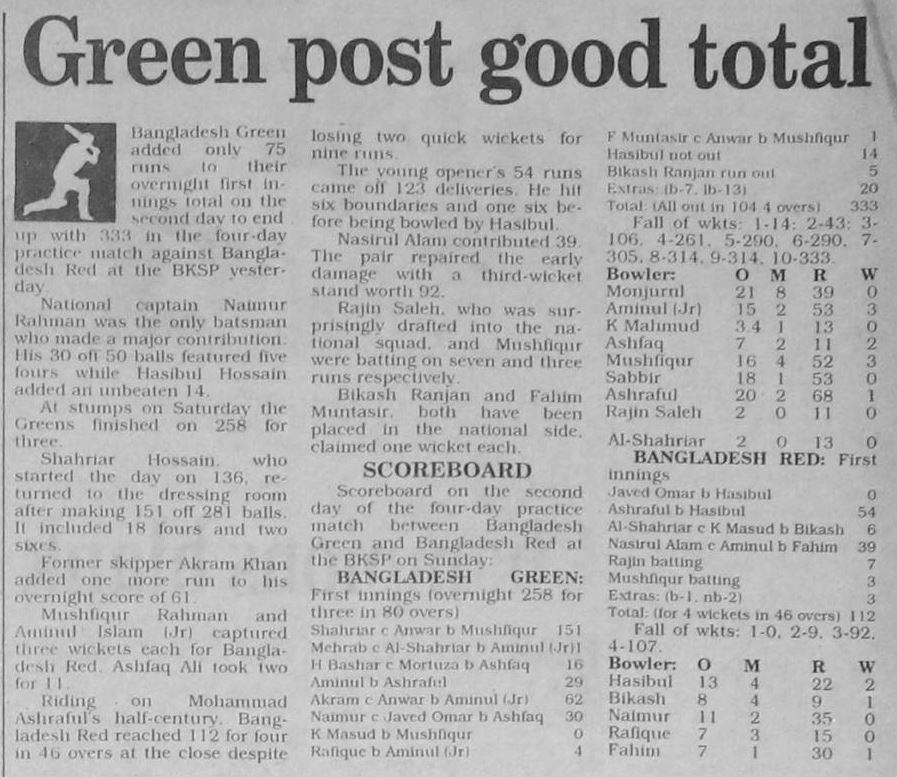 Green post good total
Bangladesh Green
added only 75
runs to their
overnight first in-
nings total on the
second day to end
up with 333 in the four-day
practice match against Bangla-
desh Red at the BKSP yester-
day.
National captain Naimur
Rahman was the only batsman
who made a major contribution.
His 30 off 50 balls featured five
fours while Hasibul Hossain
added an unbeaten 14.
At stumps on Saturday the
Greens finished on 258 for
three.
Shahriar Hossain, who
started the day on 136, re-
turned to the dressing room
after making 151 off 281 balls.
It included 18 fours and two
sixes.
Former skipper Akram Khan
added one more run to his
overnight score of 61.
Mushfiqur Rahman and
Aminul Islam (Jr) captured
three wickets each for Bangla-
desh Red. Ashfaq Ali took two
for 11.
Riding on Mohammad
Ashraful's half-century, Bang-
ladesh Red reached 112 for four
in 46 overs at the close despite
losing two quick wickets for
nine runs.
The young opener's 54 runs
came off 123 deliveries. He hit
six boundaries and one six be-
fore being bowled by Hasibul.
Nasirul Alam contributed 39.
The pair repaired the early
damage with a third-wicket
stand worth 92.
Rajin Saleh, who was sur-
prisingly drafted into the na-
tional squad, and Mushfiqur
were batting on seven and three
runs respectively.
Bikash Ranjan and Fahim
Muntasir, both have been
placed in the national side,
claimed one wicket each.
SCOREBOARD
Scoreboard on the second
day of the four-day practice
match between Bangladesh
Green and Bangladesh Red at
the BKSP on Sunday:
BANGLADESH GREEN:
First innings (overnight 258 for
three in 80 overs)
Shahriar c Anwar b Mushfiqur 151
Mehrab c Al-Shahriar b Aminul (Jr)1
H Bashar c Mortuza b Ashfaq 16
Aminul b Ashraful 29
Akram c Anwar b Aminul (Jr) 62
Naimur c Javed Omar b Ashfaq 30
K Masud b Mushfiqur 0
Rafique b Aminul (Jr) 4
F Muntasir c Anwar b Mushfiqur 1
Hasibul not out 14
Bikash Ranjan run out 5
Extras: (b-7, lb-13) 20
Total: (All out in 104.4 overs) 333
Fall of wkts: 1-14; 2-43; 3-
106, 4-261, 5-290, 6-290, 7-
305, 8-314, 9-314, 10-333.
Bowler: O M R W
Monjurul 21 8 39 0
Aminul (Jr) 15 2 53 3
K Mahmud 3.4 1 13 0
Ashfaq 7 2 11 2
Mushfiqur 16 4 52 3
Sabbir 18 1 53 0
Ashraful 20 2 68 1
Rajin Saleh 2 0 11 0
Al-Shahriar 2 0 13 0
BANGLADESH RED: First
innings
Javed Omar b Hasibul 0
Ashraful b Hasibul 54
Al-Shahriar c K Masud b Bikash 6
Nasirul Alam c Aminul b Fahim 39
Rajin batting 7
Mushfiqur batting 3
Extras: (b-1, nb-2) 3
Total: (for 4 wickets in 46 overs) 112
Fall of wkts: 1-0, 2-9, 3-92,
4-107.
Bowler: O M R W
Hasibul 13 4 22 2
Bikash 8 4 9 1
Naimur 11 2 35 0
Rafique 7 3 15 0
Fahim 7 1 30 1